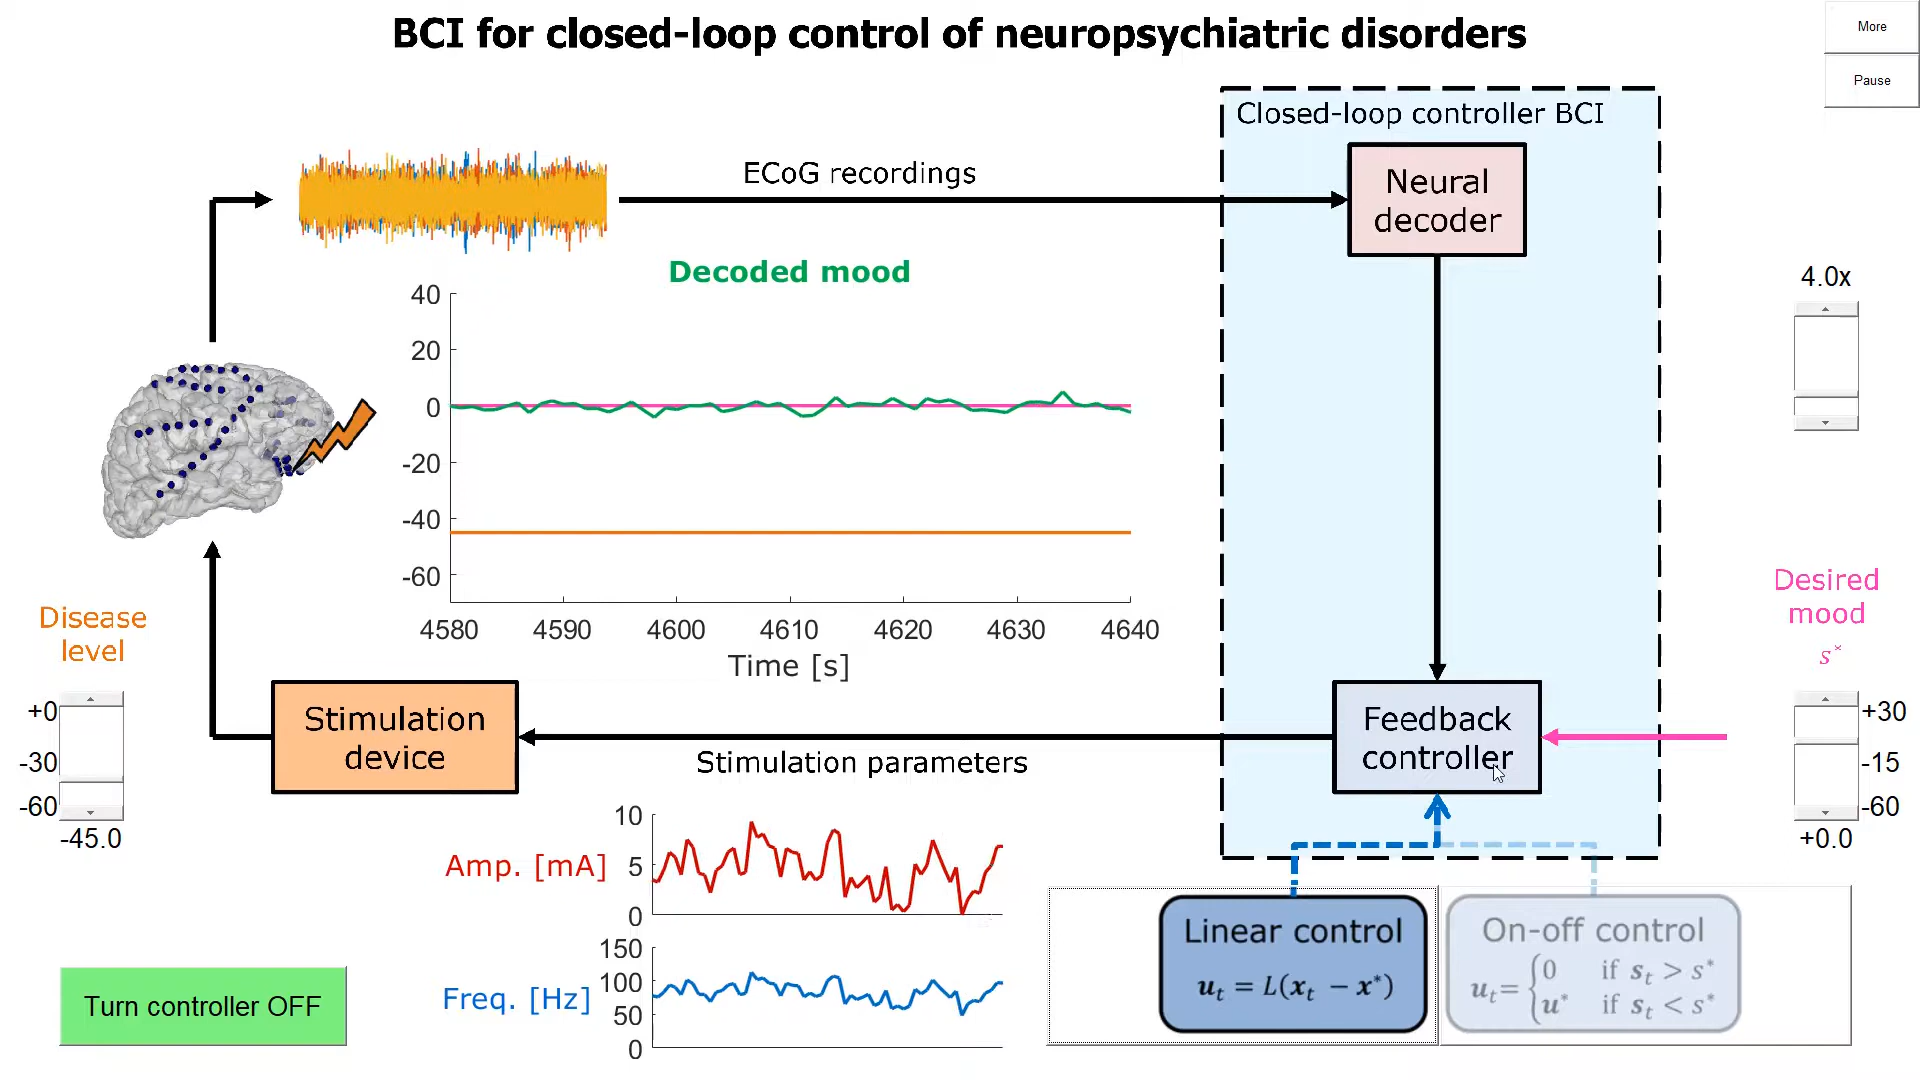 BCI for closed-loop control of neuropsychiatric disorders
More
Pause
Closed-loop controller BCI
ECoG recordings
Neural
decoder
Decoded mood
40
20
0
-20
-40
-60
4580 4590 4600 4610 4620 4630 4640
Time [s]
4.0x
Disease
level
+0
-30
-60
-45.0
Stimulation
device
Stimulation parameters
Feedback
controller
Desired
mood
s*
+30
-15
-60
+0.0
Amp. [mA]
10
5
0
Freq. [Hz]
150
100
50
0
Turn controller OFF
Linear control
u_t = L(x_t − x*)
On-off control
u_t = { 0 if s_t > s*
u* if s_t < s*